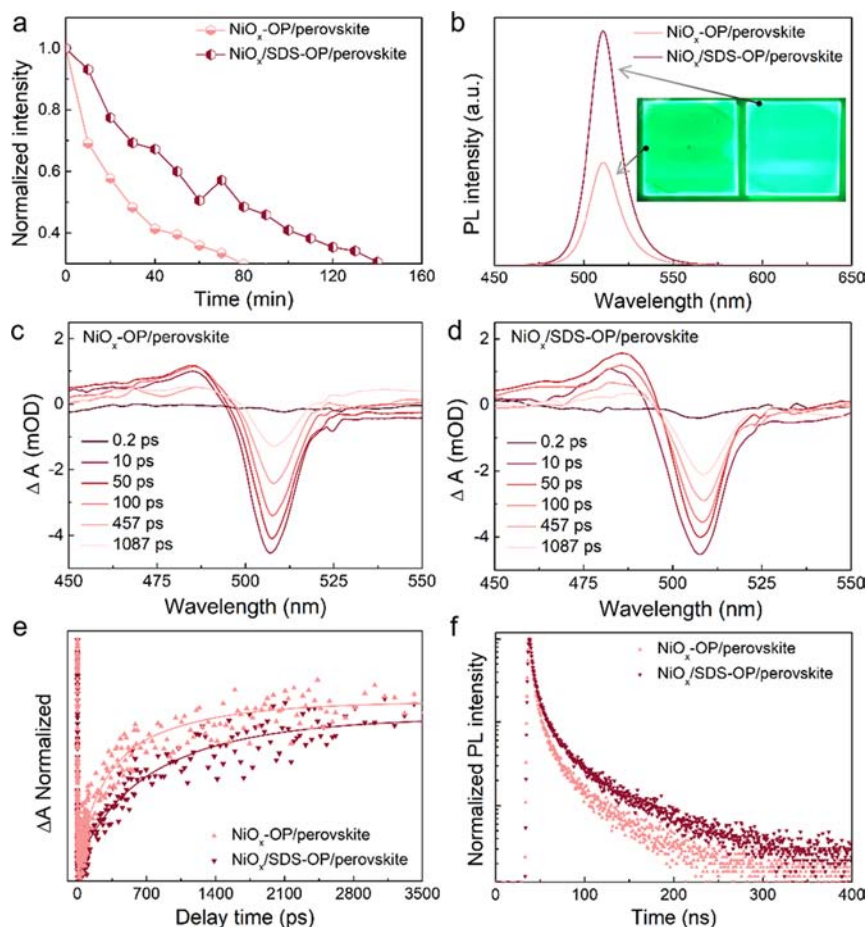 a
NiOx-OP/perovskite
NiOx/SDS-OP/perovskite
1.0
0.8
0.6
0.4
Normalized intensity
0 40 80 120 160
Time (min)
b
NiOx-OP/perovskite
NiOx/SDS-OP/perovskite
PL intensity (a.u.)
450 500 550 600 650
Wavelength (nm)
c
NiOx-OP/perovskite
2
0
-2
-4
Δ A (mOD)
0.2 ps
10 ps
50 ps
100 ps
457 ps
1087 ps
450 475 500 525 550
Wavelength (nm)
d
NiOx/SDS-OP/perovskite
2
0
-2
-4
Δ A (mOD)
0.2 ps
10 ps
50 ps
100 ps
457 ps
1087 ps
450 475 500 525 550
Wavelength (nm)
e
ΔA Normalized
NiOx-OP/perovskite
NiOx/SDS-OP/perovskite
0 700 1400 2100 2800 3500
Delay time (ps)
f
NiOx-OP/perovskite
NiOx/SDS-OP/perovskite
Normalized PL intensity
0 50 100 150 200 250 300 350 400
Time (ns)